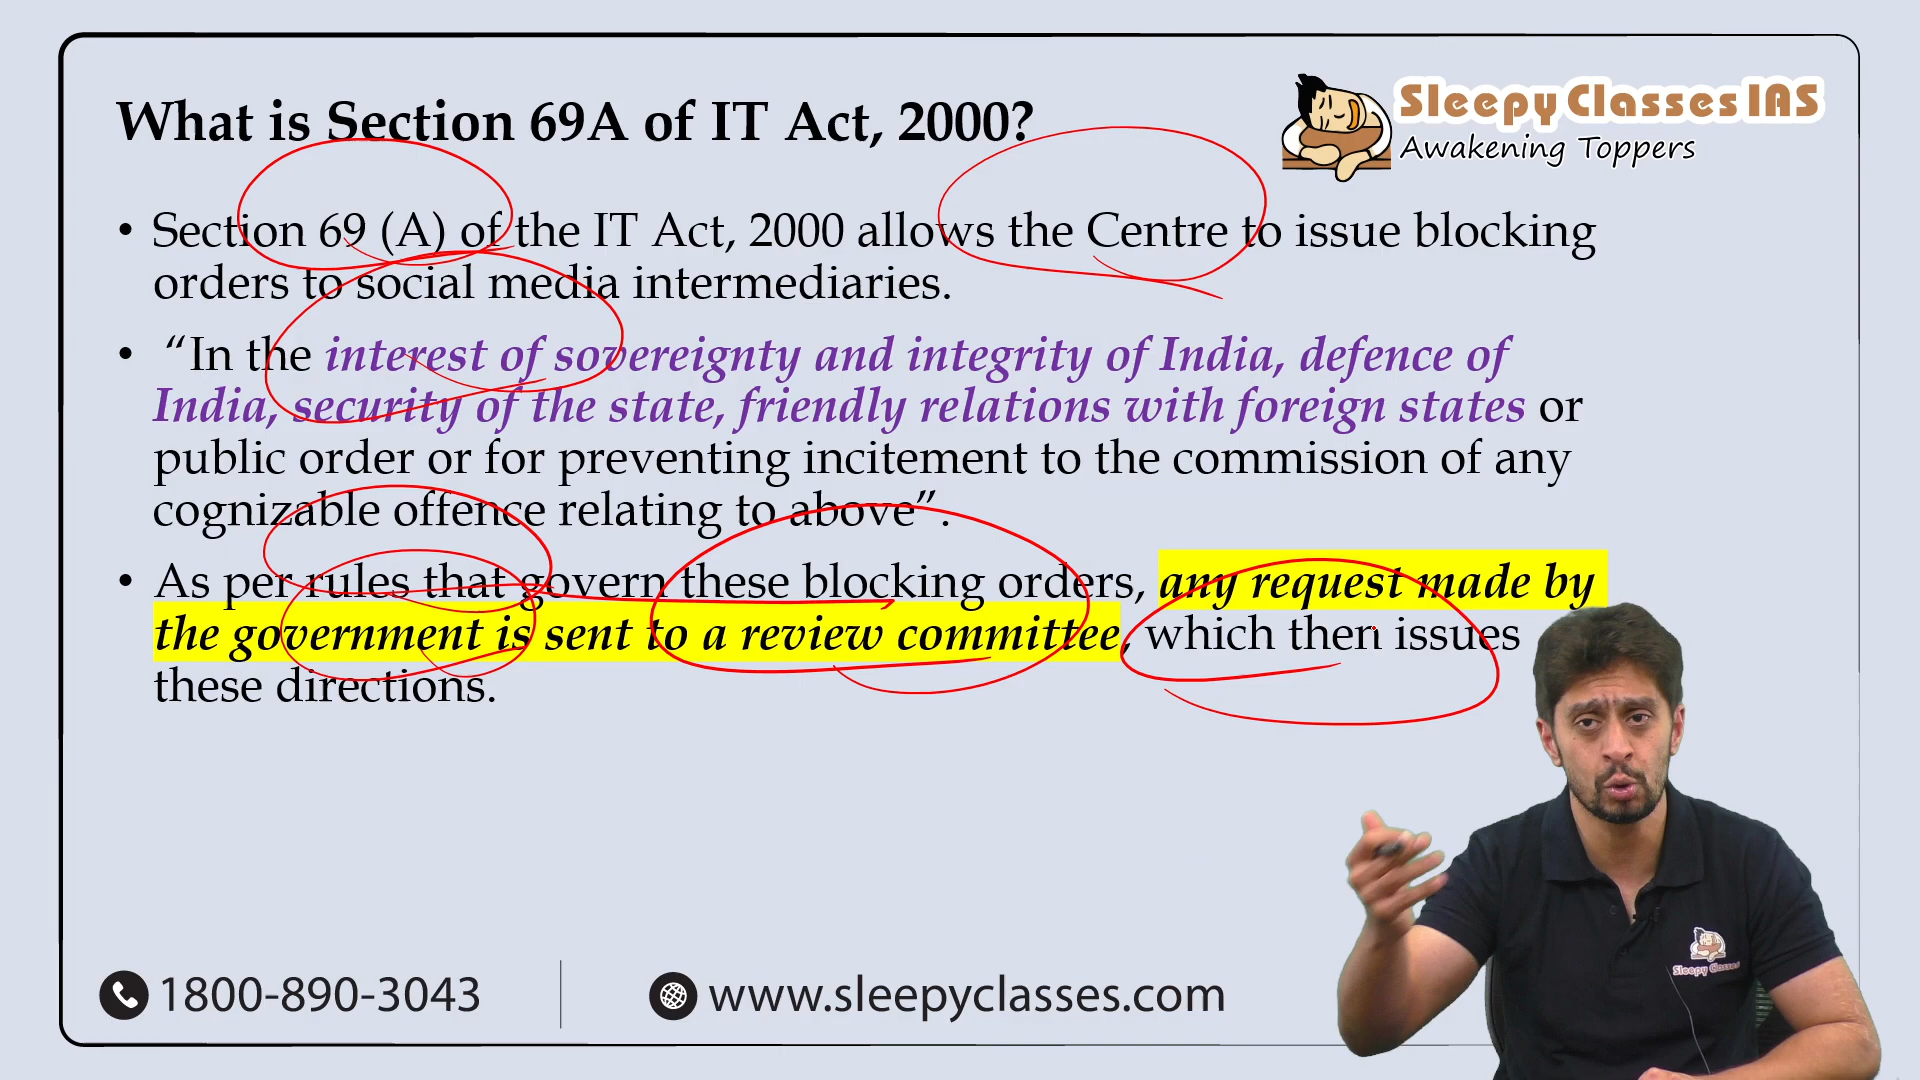 What is Section 69A of IT Act, 2000?
Sleepy Classes IAS
Awakening Toppers
• Section 69 (A) of the IT Act, 2000 allows the Centre to issue blocking
orders to social media intermediaries.
• “In the interest of sovereignty and integrity of India, defence of
India, security of the state, friendly relations with foreign states or
public order or for preventing incitement to the commission of any
cognizable offence relating to above”.
• As per rules that govern these blocking orders, any request made by
the government is sent to a review committee, which then issues
these directions.
Sleepy Classes
1800-890-3043
www.sleepyclasses.com